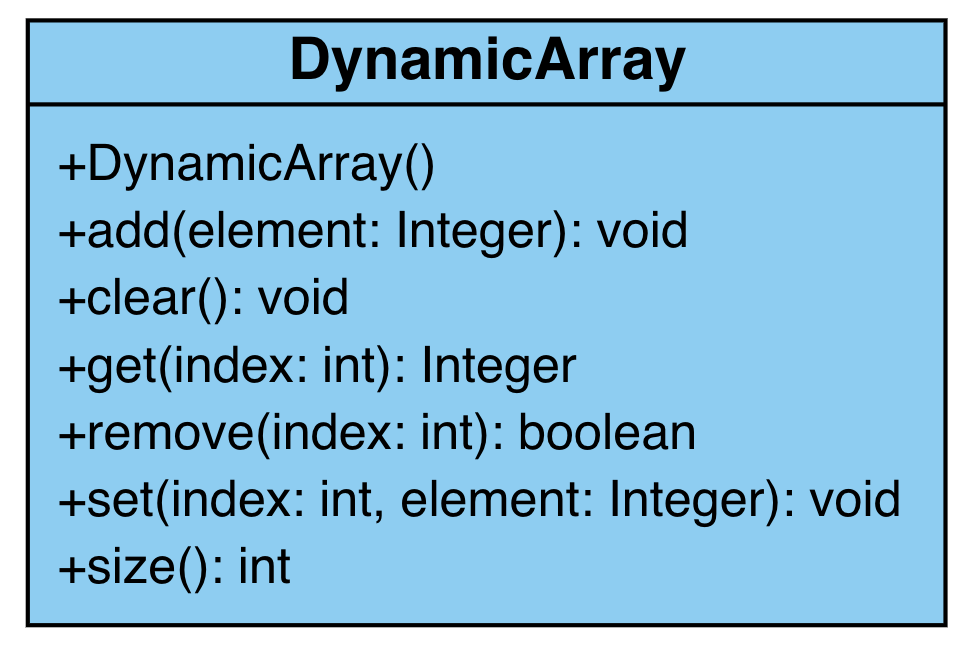 DynamicArray
+DynamicArray()
+add(element: Integer): void
+clear(): void
+get(index: int): Integer
+remove(index: int): boolean
+set(index: int, element: Integer): void
+size(): int